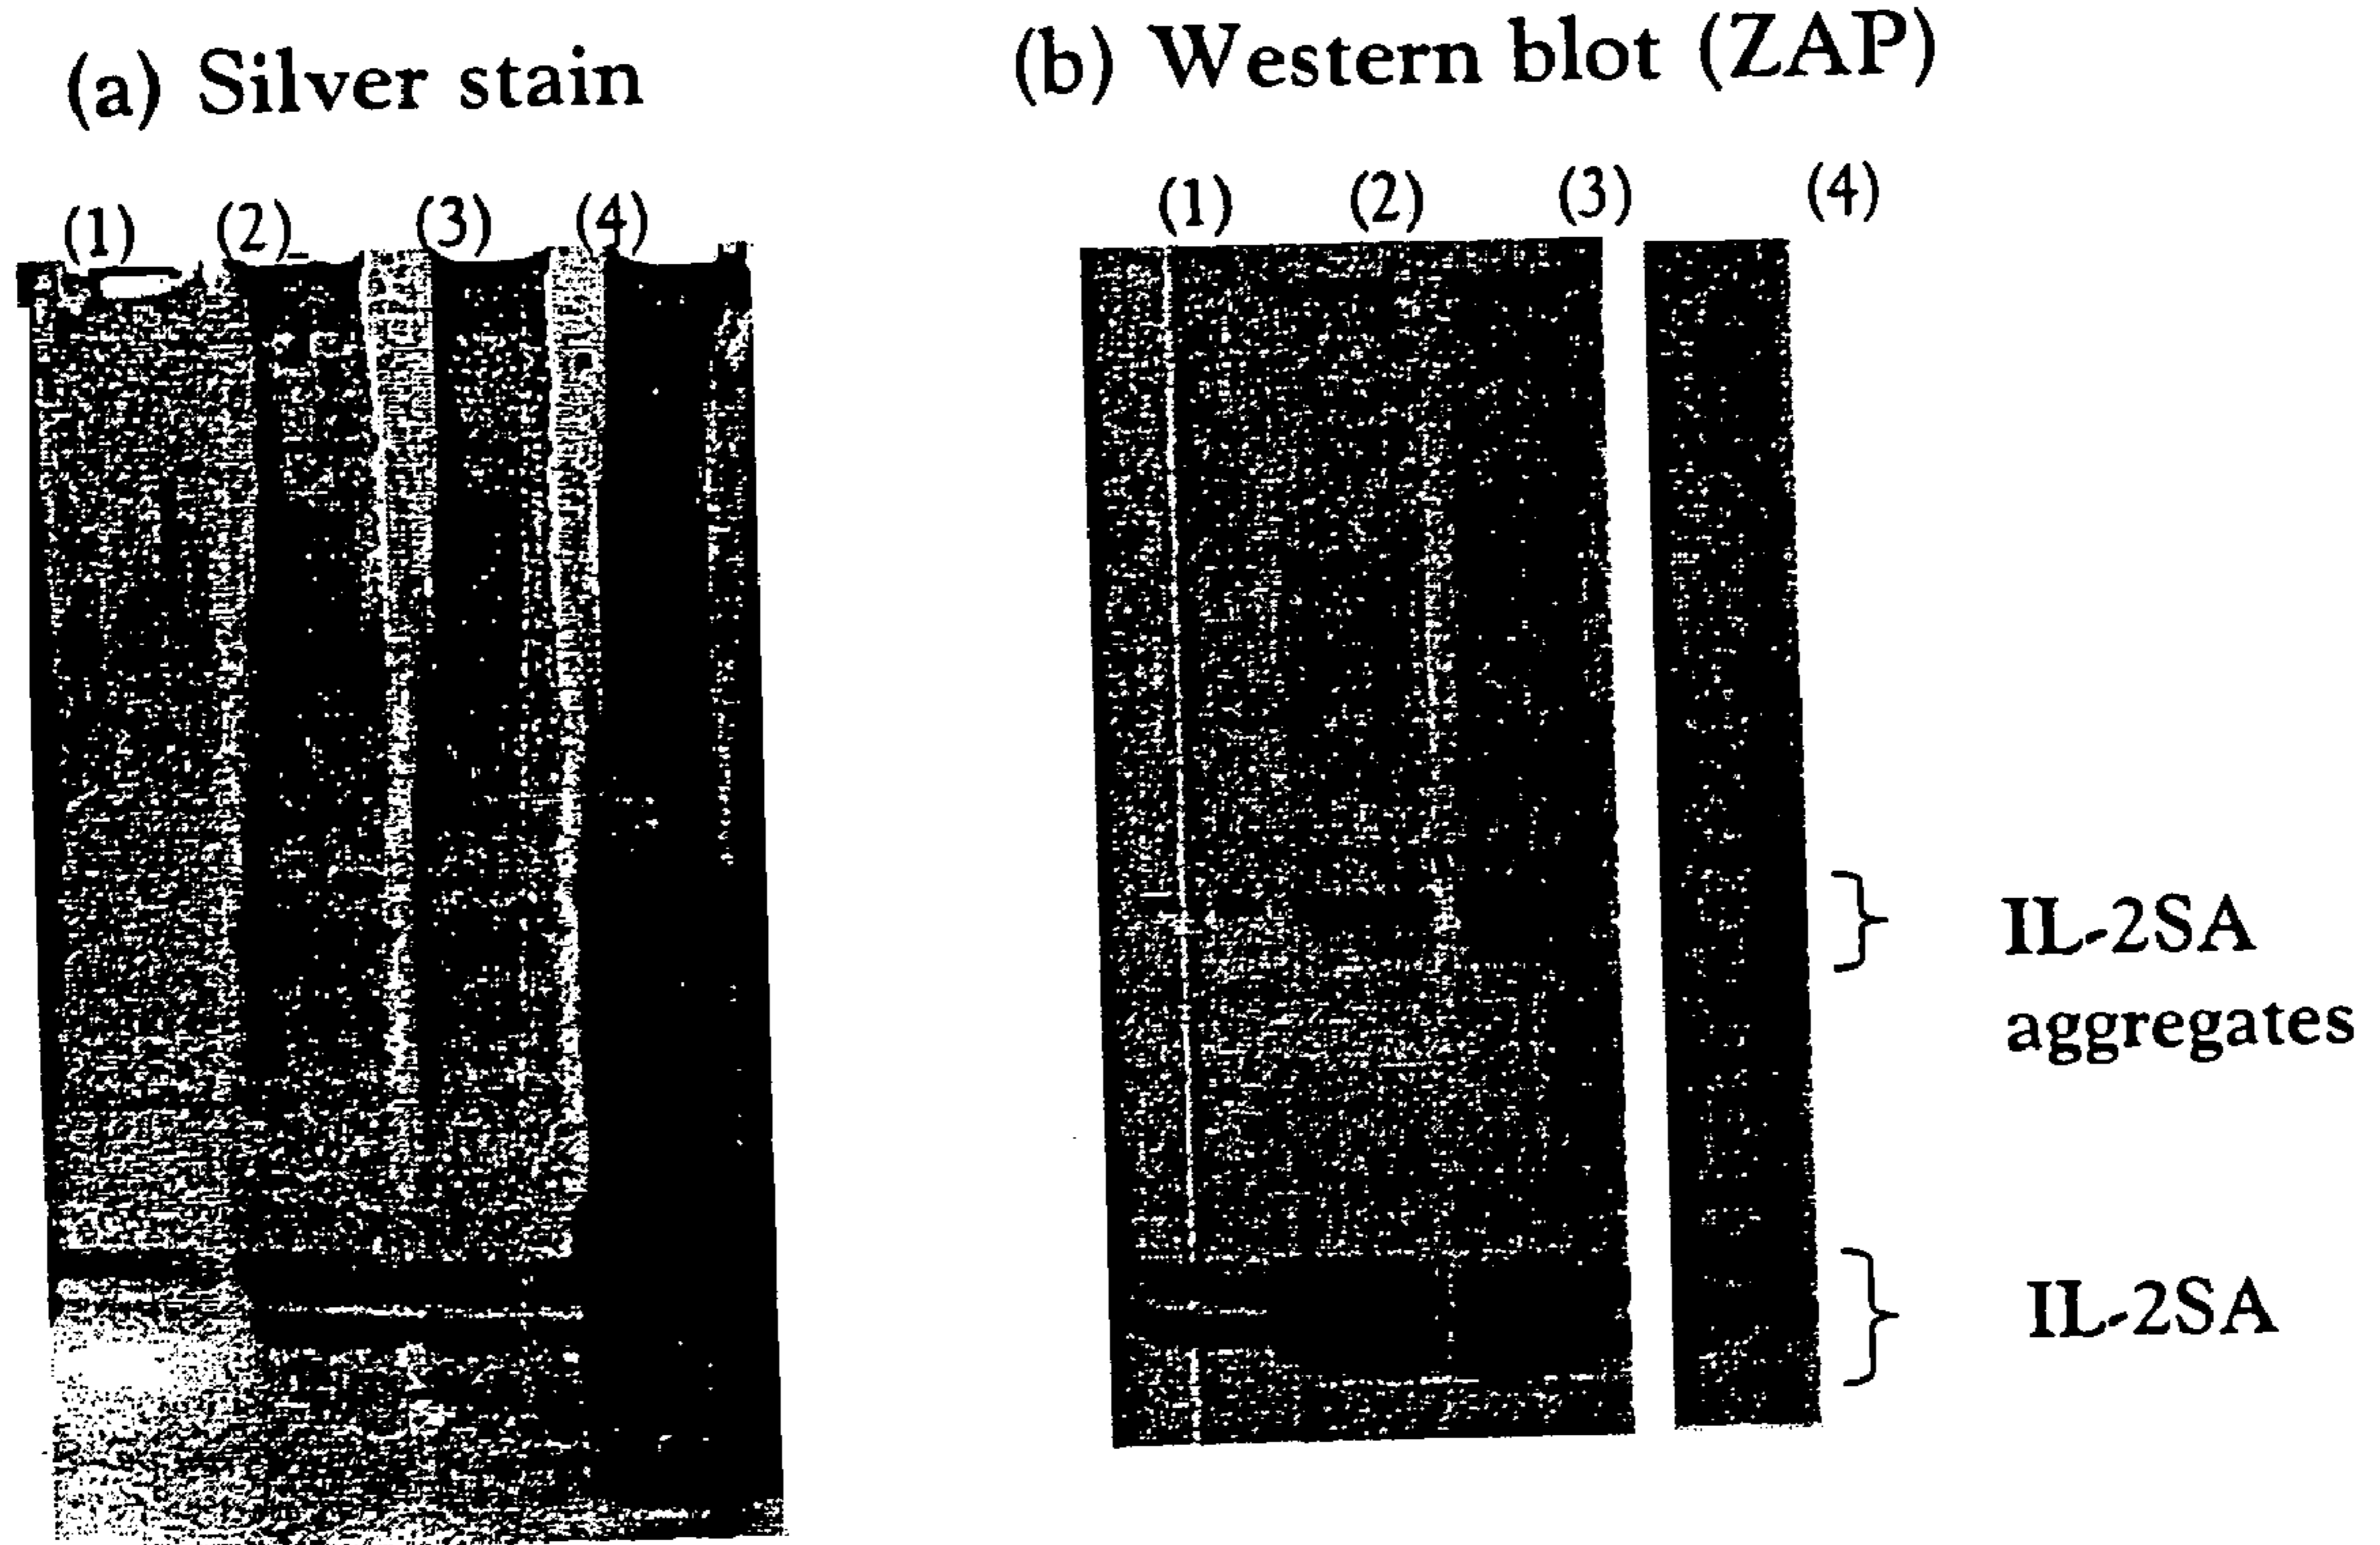 (a) Silver stain
(b) Western blot (ZAP)
(1) (2) (3) (4)
(1) (2) (3) (4)
IL-2SA
aggregates
IL-2SA